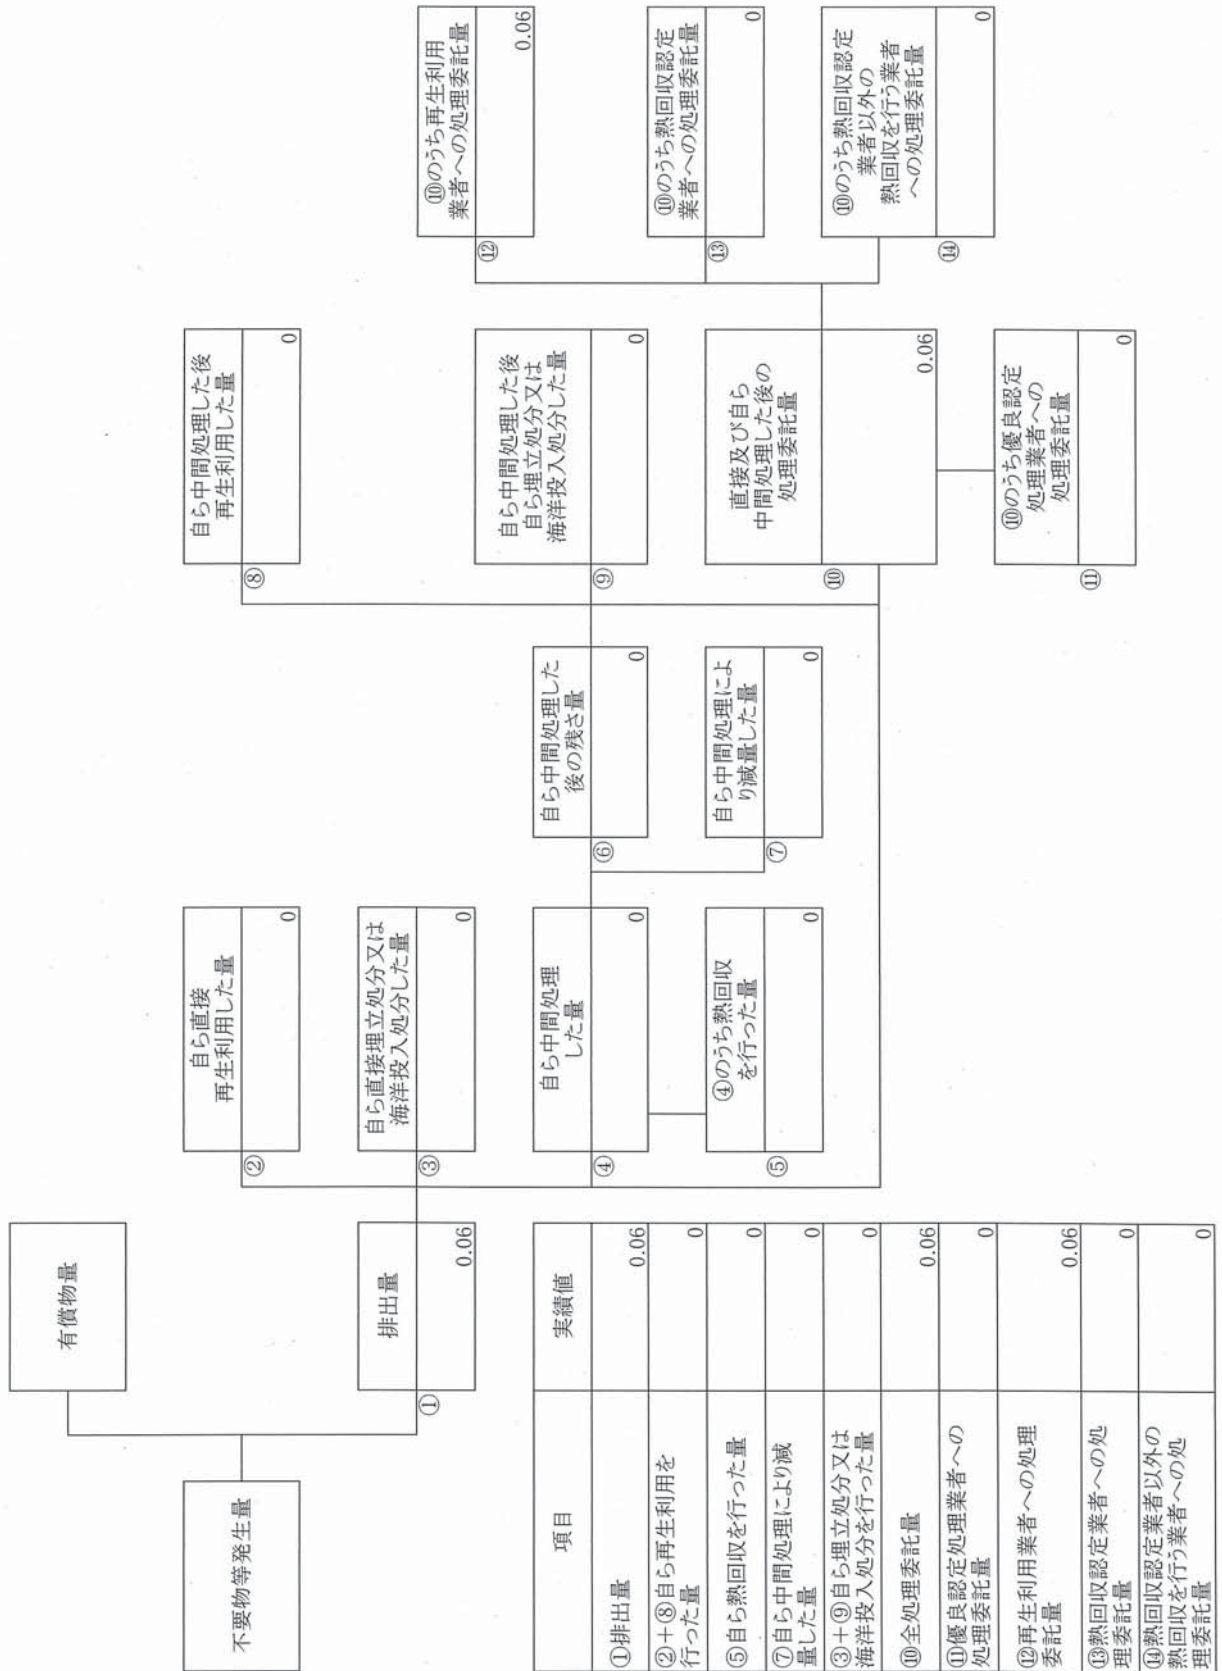 不要物等発生量
有償物量
①
排出量
0.06
②
自ら直接
再生利用した量
0
③
自ら直接埋立処分又は
海洋投入処分した量
0
④
自ら中間処理
した量
0
⑤
④のうち熱回収
を行った量
0
⑥
自ら中間処理した
後の残さ量
0
⑦
自ら中間処理によ
り減量した量
0
⑧
自ら中間処理した後
再生利用した量
0
⑨
自ら中間処理した後
自ら埋立処分又は
海洋投入処分した量
0
⑩
直接及び自ら
中間処理した後の
処理委託量
0.06
⑪
⑩のうち優良認定
処理業者への
処理委託量
0
⑫
⑩のうち再生利用
業者への処理委託量
0.06
⑬
⑩のうち熱回収認定
業者への処理委託量
0
⑭
⑩のうち熱回収認定
業者以外の
熱回収を行う業者
への処理委託量
0
項目
実績値
①排出量
0.06
②+⑧自ら再生利用を
行った量
0
⑤自ら熱回収を行った量
0
⑦自ら中間処理により減
量した量
0
③+⑨自ら埋立処分又は
海洋投入処分を行った量
0
⑩全処理委託量
0.06
⑪優良認定処理業者への
処理委託量
0
⑫再生利用業者への処理
委託量
0.06
⑬熱回収認定業者への処
理委託量
0
⑭熱回収認定業者以外の
熱回収を行う業者への処
理委託量
0